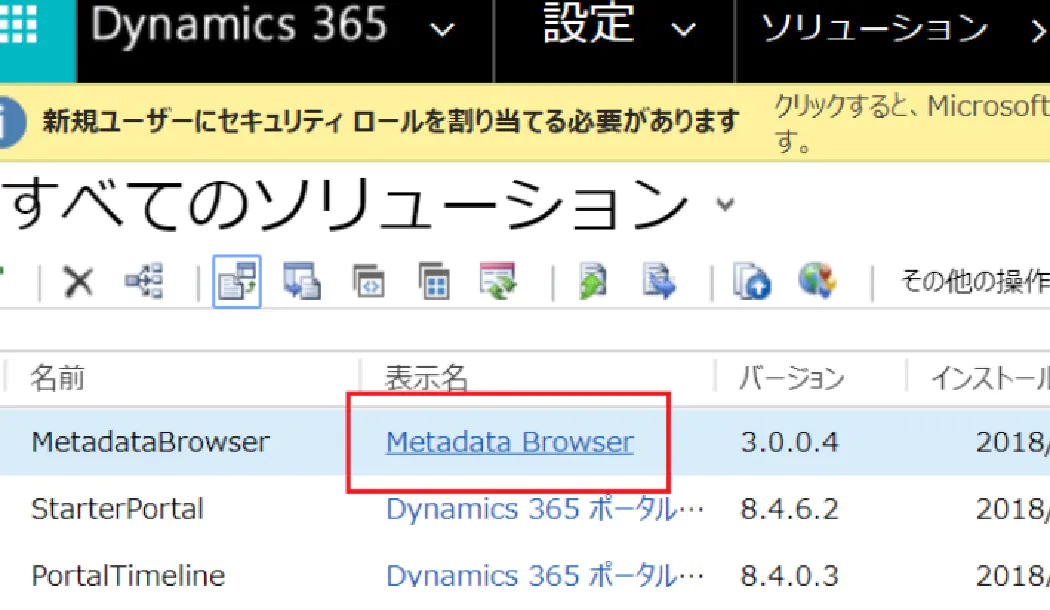 Dynamics 365 設定 ソリューション
新規ユーザーにセキュリティ ロールを割り当てる必要があります クリックすると、Microsoft
す。
すべてのソリューション
その他の操作
名前 表示名 バージョン インストール
MetadataBrowser Metadata Browser 3.0.0.4 2018/
StarterPortal Dynamics 365 ポータル… 8.4.6.2 2018/
PortalTimeline Dynamics 365 ポータル… 8.4.0.3 2018/